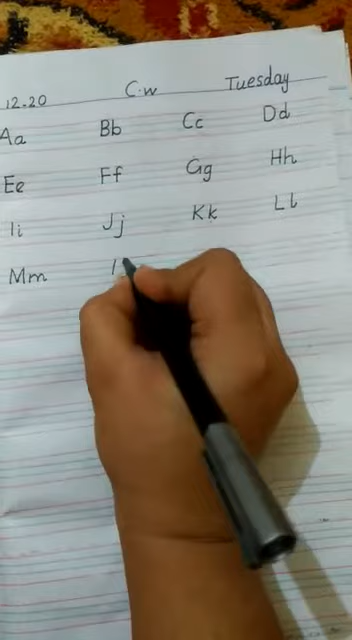 12.20 C.w Tuesday
Aa Bb Cc Dd
Ee Ff Gg Hh
Ii Jj Kk Ll
Mm